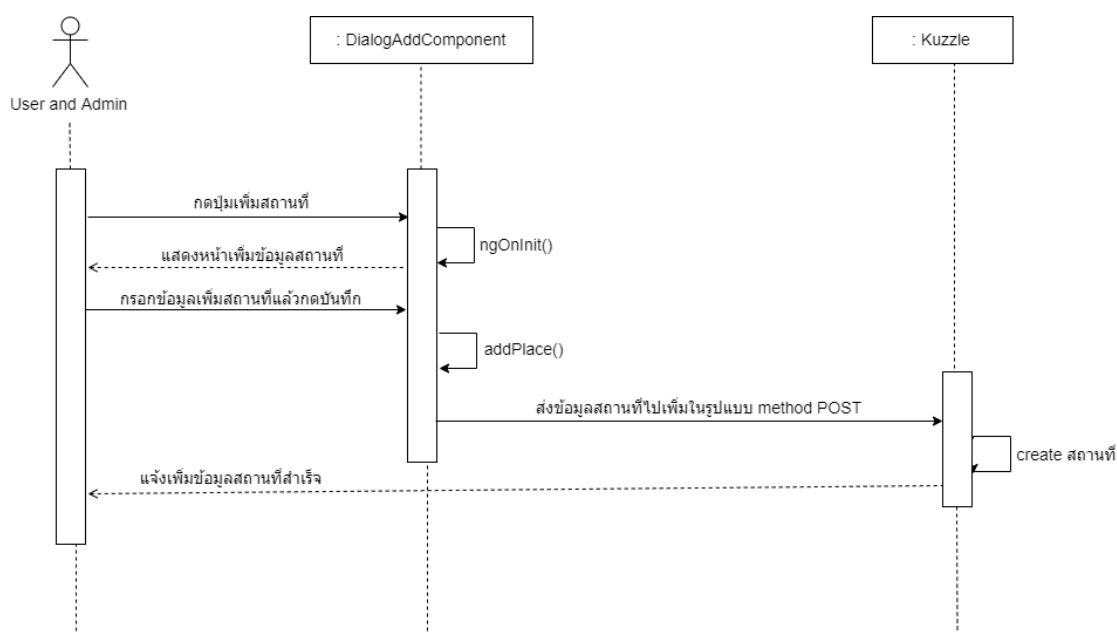 : DialogAddComponent
: Kuzzle
User and Admin
กดปุ่มเพิ่มสถานที่
ngOnInit()
แสดงหน้าเพิ่มข้อมูลสถานที่
กรอกข้อมูลเพิ่มสถานที่แล้วกดบันทึก
addPlace()
ส่งข้อมูลสถานที่ไปเพิ่มในรูปแบบ method POST
create สถานที่
แจ้งเพิ่มข้อมูลสถานที่สำเร็จ